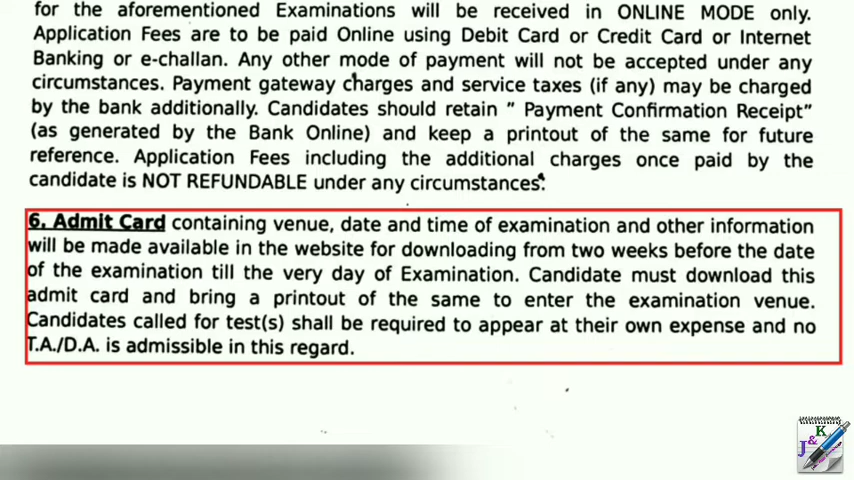 for the aforementioned Examinations will be received in ONLINE MODE only.
Application Fees are to be paid Online using Debit Card or Credit Card or Internet
Banking or e-challan. Any other mode of payment will not be accepted under any
circumstances. Payment gateway charges and service taxes (if any) may be charged
by the bank additionally. Candidates should retain " Payment Confirmation Receipt"
(as generated by the Bank Online) and keep a printout of the same for future
reference. Application Fees including the additional charges once paid by the
candidate is NOT REFUNDABLE under any circumstances.
6. Admit Card containing venue, date and time of examination and other information
will be made available in the website for downloading from two weeks before the date
of the examination till the very day of Examination. Candidate must download this
admit card and bring a printout of the same to enter the examination venue.
Candidates called for test(s) shall be required to appear at their own expense and no
T.A./D.A. is admissible in this regard.
J&K